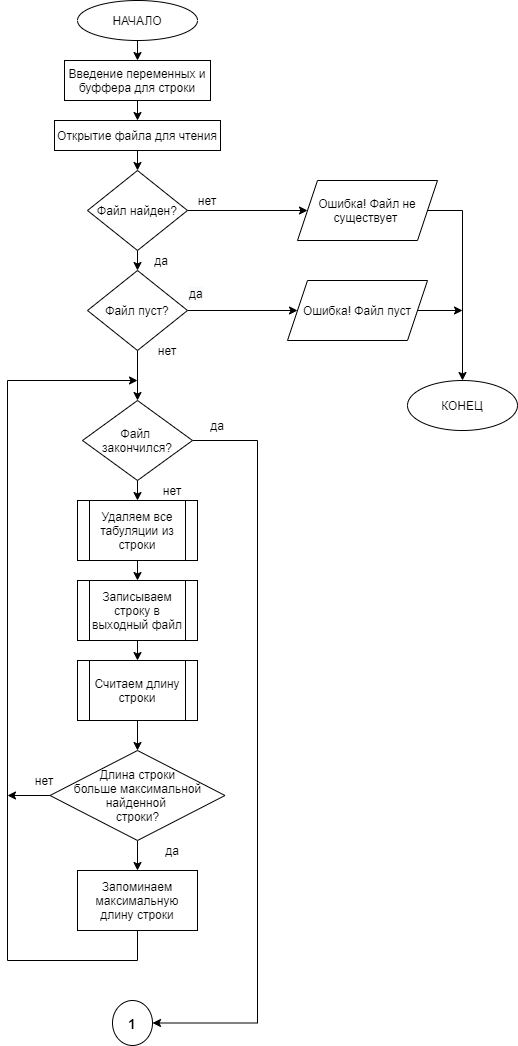 НАЧАЛО
Введение переменных и
буффера для строки
Открытие файла для чтения
Файл найден?
нет
Ошибка! Файл не
существует
да
Файл пуст?
да
Ошибка! Файл пуст
нет
КОНЕЦ
Файл
закончился?
да
нет
Удаляем все
табуляции из
строки
Записываем
строку в
выходный файл
Считаем длину
строки
Длина строки
больше максимальной
найденной
строки?
нет
да
Запоминаем
максимальную
длину строки
1